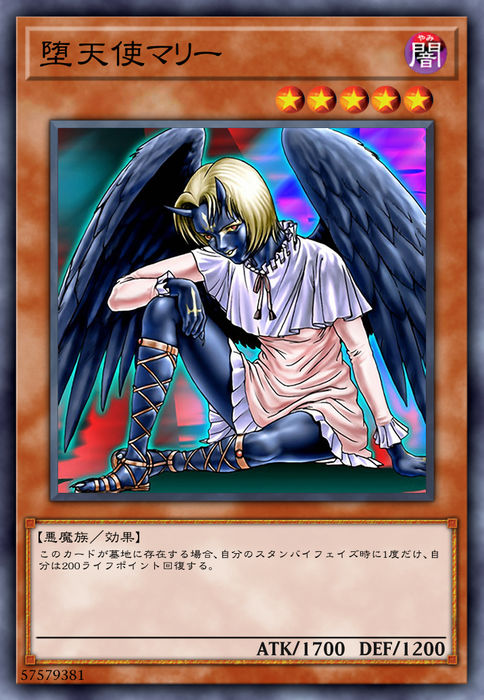 堕天使マリー
やみ
闇
【悪魔族／効果】
このカードが墓地に存在する場合、自分のスタンバイフェイズ時に1度だけ、自
分は200ライフポイント回復する。
ATK/1700 DEF/1200
57579381